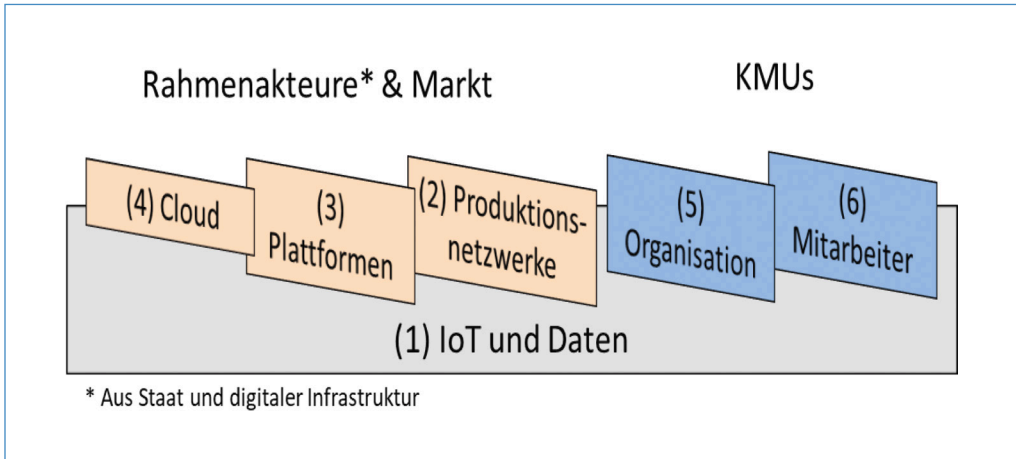 Rahmenakteure* & Markt
KMUs
(4) Cloud
(3)
Plattformen
(2) Produktions-
netzwerke
(5)
Organisation
(6)
Mitarbeiter
(1) IoT und Daten
* Aus Staat und digitaler Infrastruktur